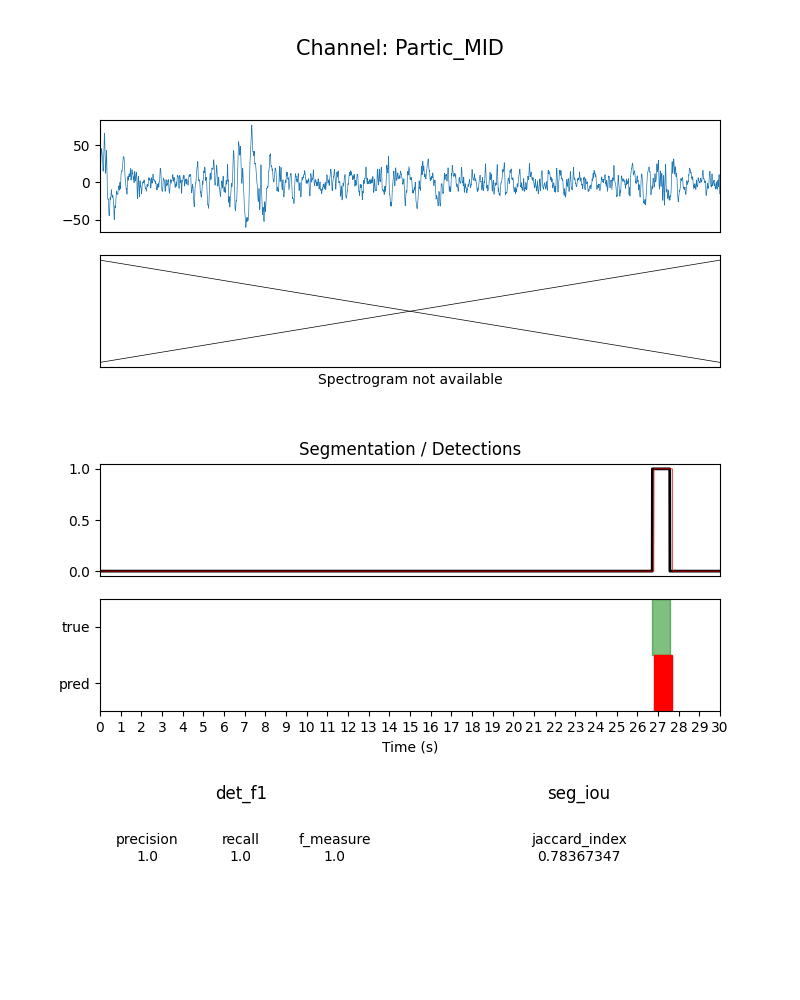 Channel: Partic_MID
50
0
−50
Spectrogram not available
Segmentation / Detections
1.0
0.5
0.0
true
pred
0 1 2 3 4 5 6 7 8 9 10 11 12 13 14 15 16 17 18 19 20 21 22 23 24 25 26 27 28 29 30
Time (s)
det_f1 seg_iou
precision recall f_measure jaccard_index
1.0 1.0 1.0 0.78367347